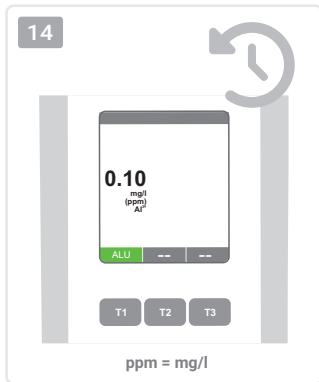 14
0.10
mg/l
(ppm)
Al³⁺
ALU -- --
T1 T2 T3
ppm = mg/l